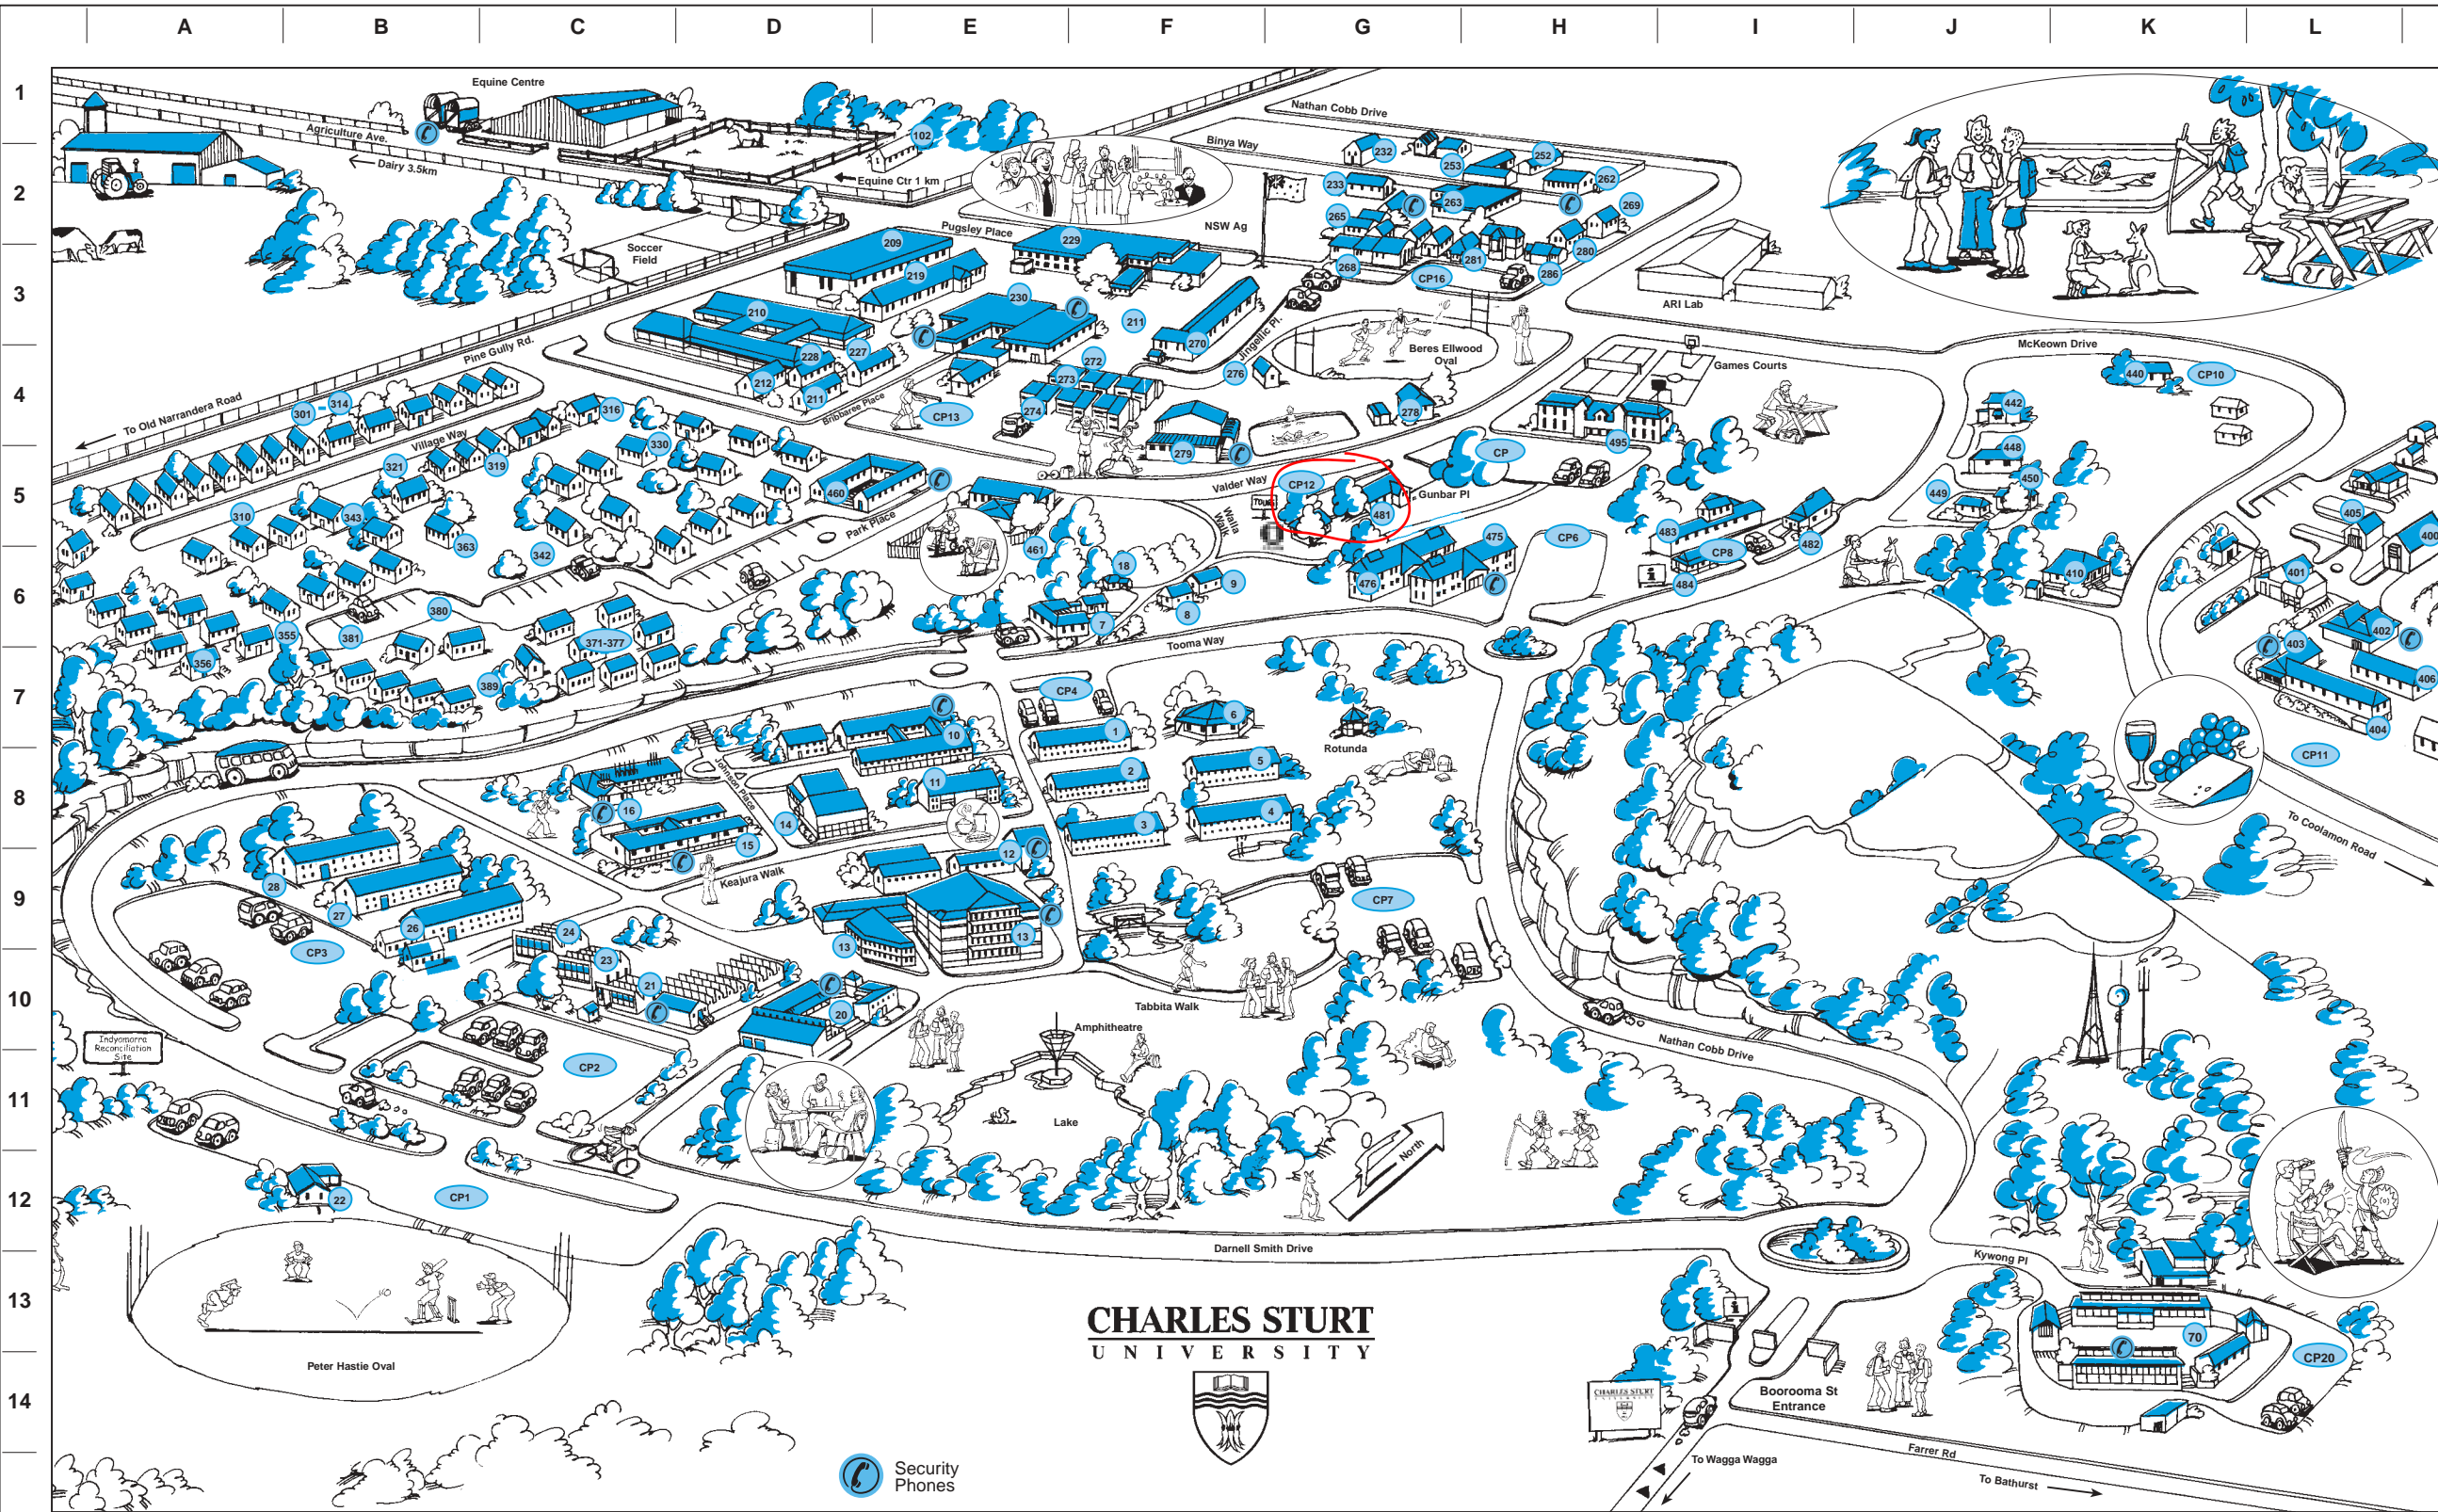 A B C D E F G H I J K L
1
2
3
4
5
6
7
8
9
10
11
12
13
14
Equine Centre
Agriculture Ave.
Dairy 3.5km
102
Equine Ctr 1 km
Nathan Cobb Drive
Binya Way
232
253
252
262
233
263
269
265
NSW Ag
268
281
280
286
CP16
Pugsley Place
209
229
219
Soccer
Field
230
211
210
270
Jingellic Pl.
ARI Lab
Beres Ellwood
Oval
McKeown Drive
Pine Gully Rd.
228
227
272
273
276
212
211
274
278
Games Courts
440
CP10
442
To Old Narrandera Road
301 - 314
316
Bribbaree Place
CP13
Village Way
330
321
319
279
495
448
CP
460
Valder Way
CP12
Gunbar Pl
481
449
450
310
343
363
342
Park Place
Walla
Walk
461
405
400
483
CP8
482
484
475
CP6
476
18
9
8
7
410
401
380
381
355
356
371-377
389
Tooma Way
402
403
406
404
CP11
CP4
10
1
6
Rotunda
2
5
11
Johnson Place
16
14
3
4
15
12
To Coolamon Road
Keajura Walk
28
27
26
CP3
24
23
21
13
13
CP7
20
Tabbita Walk
Amphitheatre
Indyamarra
Reconciliation
Site
CP2
Lake
Nathan Cobb Drive
North
22
CP1
Darnell Smith Drive
Kywong Pl
i
i
70
CP20
Peter Hastie Oval
CHARLES STURT
UNIVERSITY
CHARLES STURT
UNIVERSITY
Boorooma St
Entrance
Security
Phones
To Wagga Wagga
Farrer Rd
To Bathurst